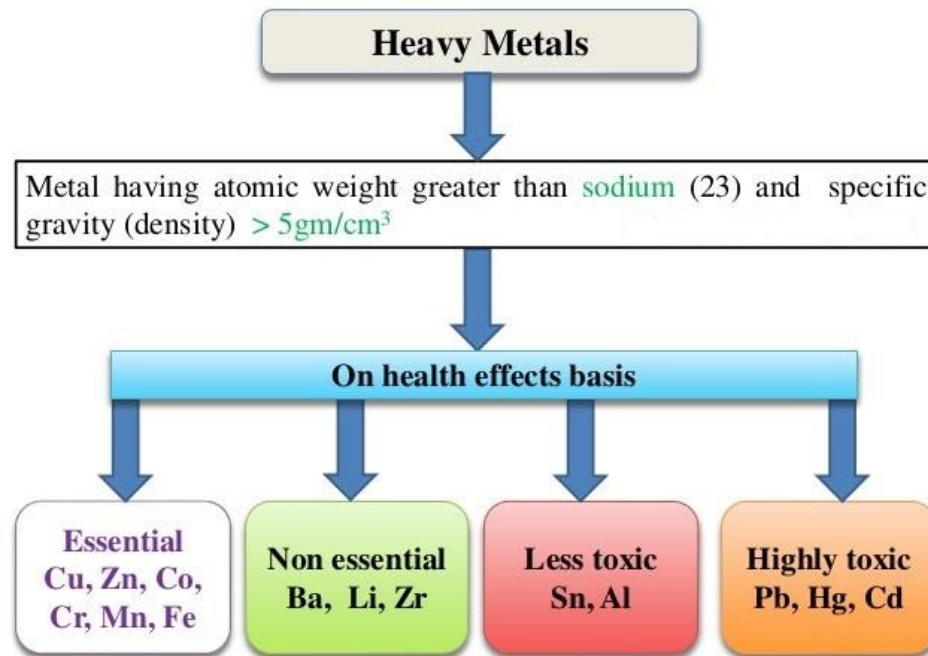 Heavy Metals
Metal having atomic weight greater than sodium (23) and specific
gravity (density) > 5gm/cm³
On health effects basis
Essential
Cu, Zn, Co,
Cr, Mn, Fe
Non essential
Ba, Li, Zr
Less toxic
Sn, Al
Highly toxic
Pb, Hg, Cd